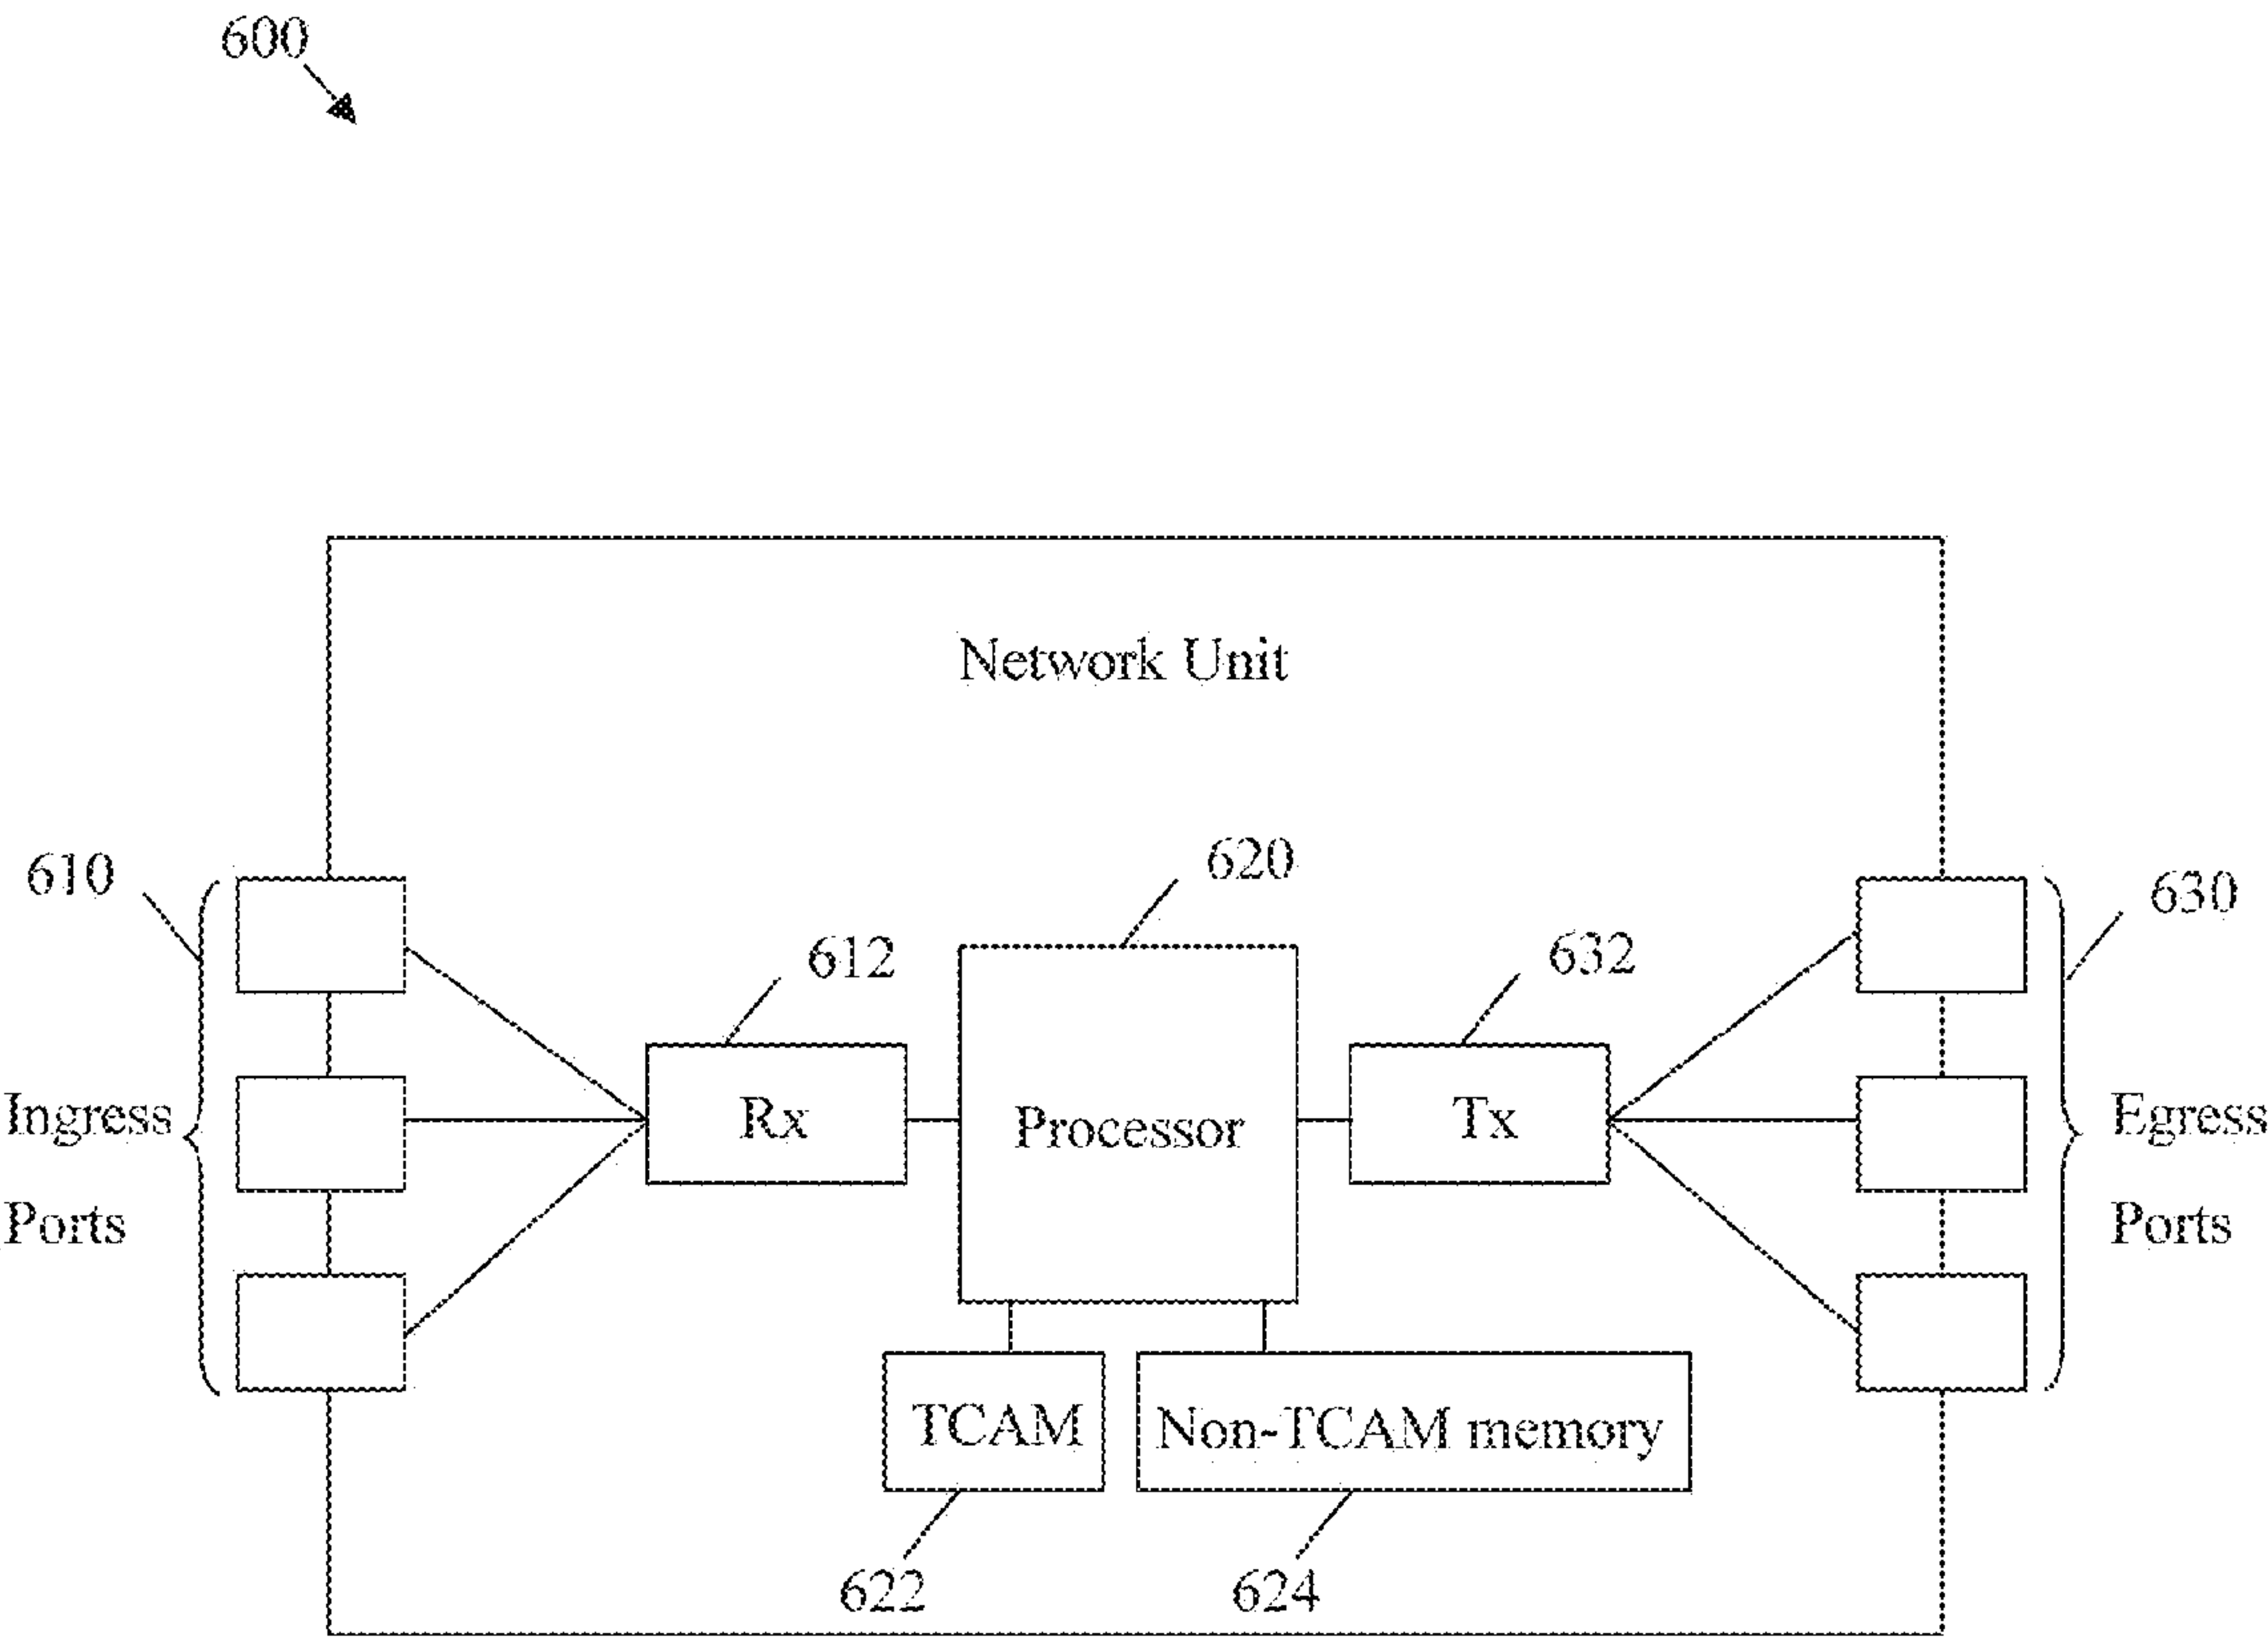 600
Network Unit
610
620
630
612
632
Ingress
Ports
Rx
Processor
Tx
Egress
Ports
TCAM
Non-TCAM memory
622
624